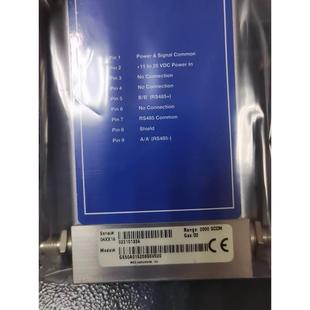 Pin 1 Power & Signal Common
Pin 2 +11 to 25 VDC Power In
Pin 3 No Connection
Pin 4 No Connection
Pin 5 B/B' (RS485+)
Pin 6 No Connection
Pin 7 RS485 Common
Pin 8 Shield
Pin 9 A/A' (RS485-)
Serial#
Range: 2000 SCCM
Gas:
Model#